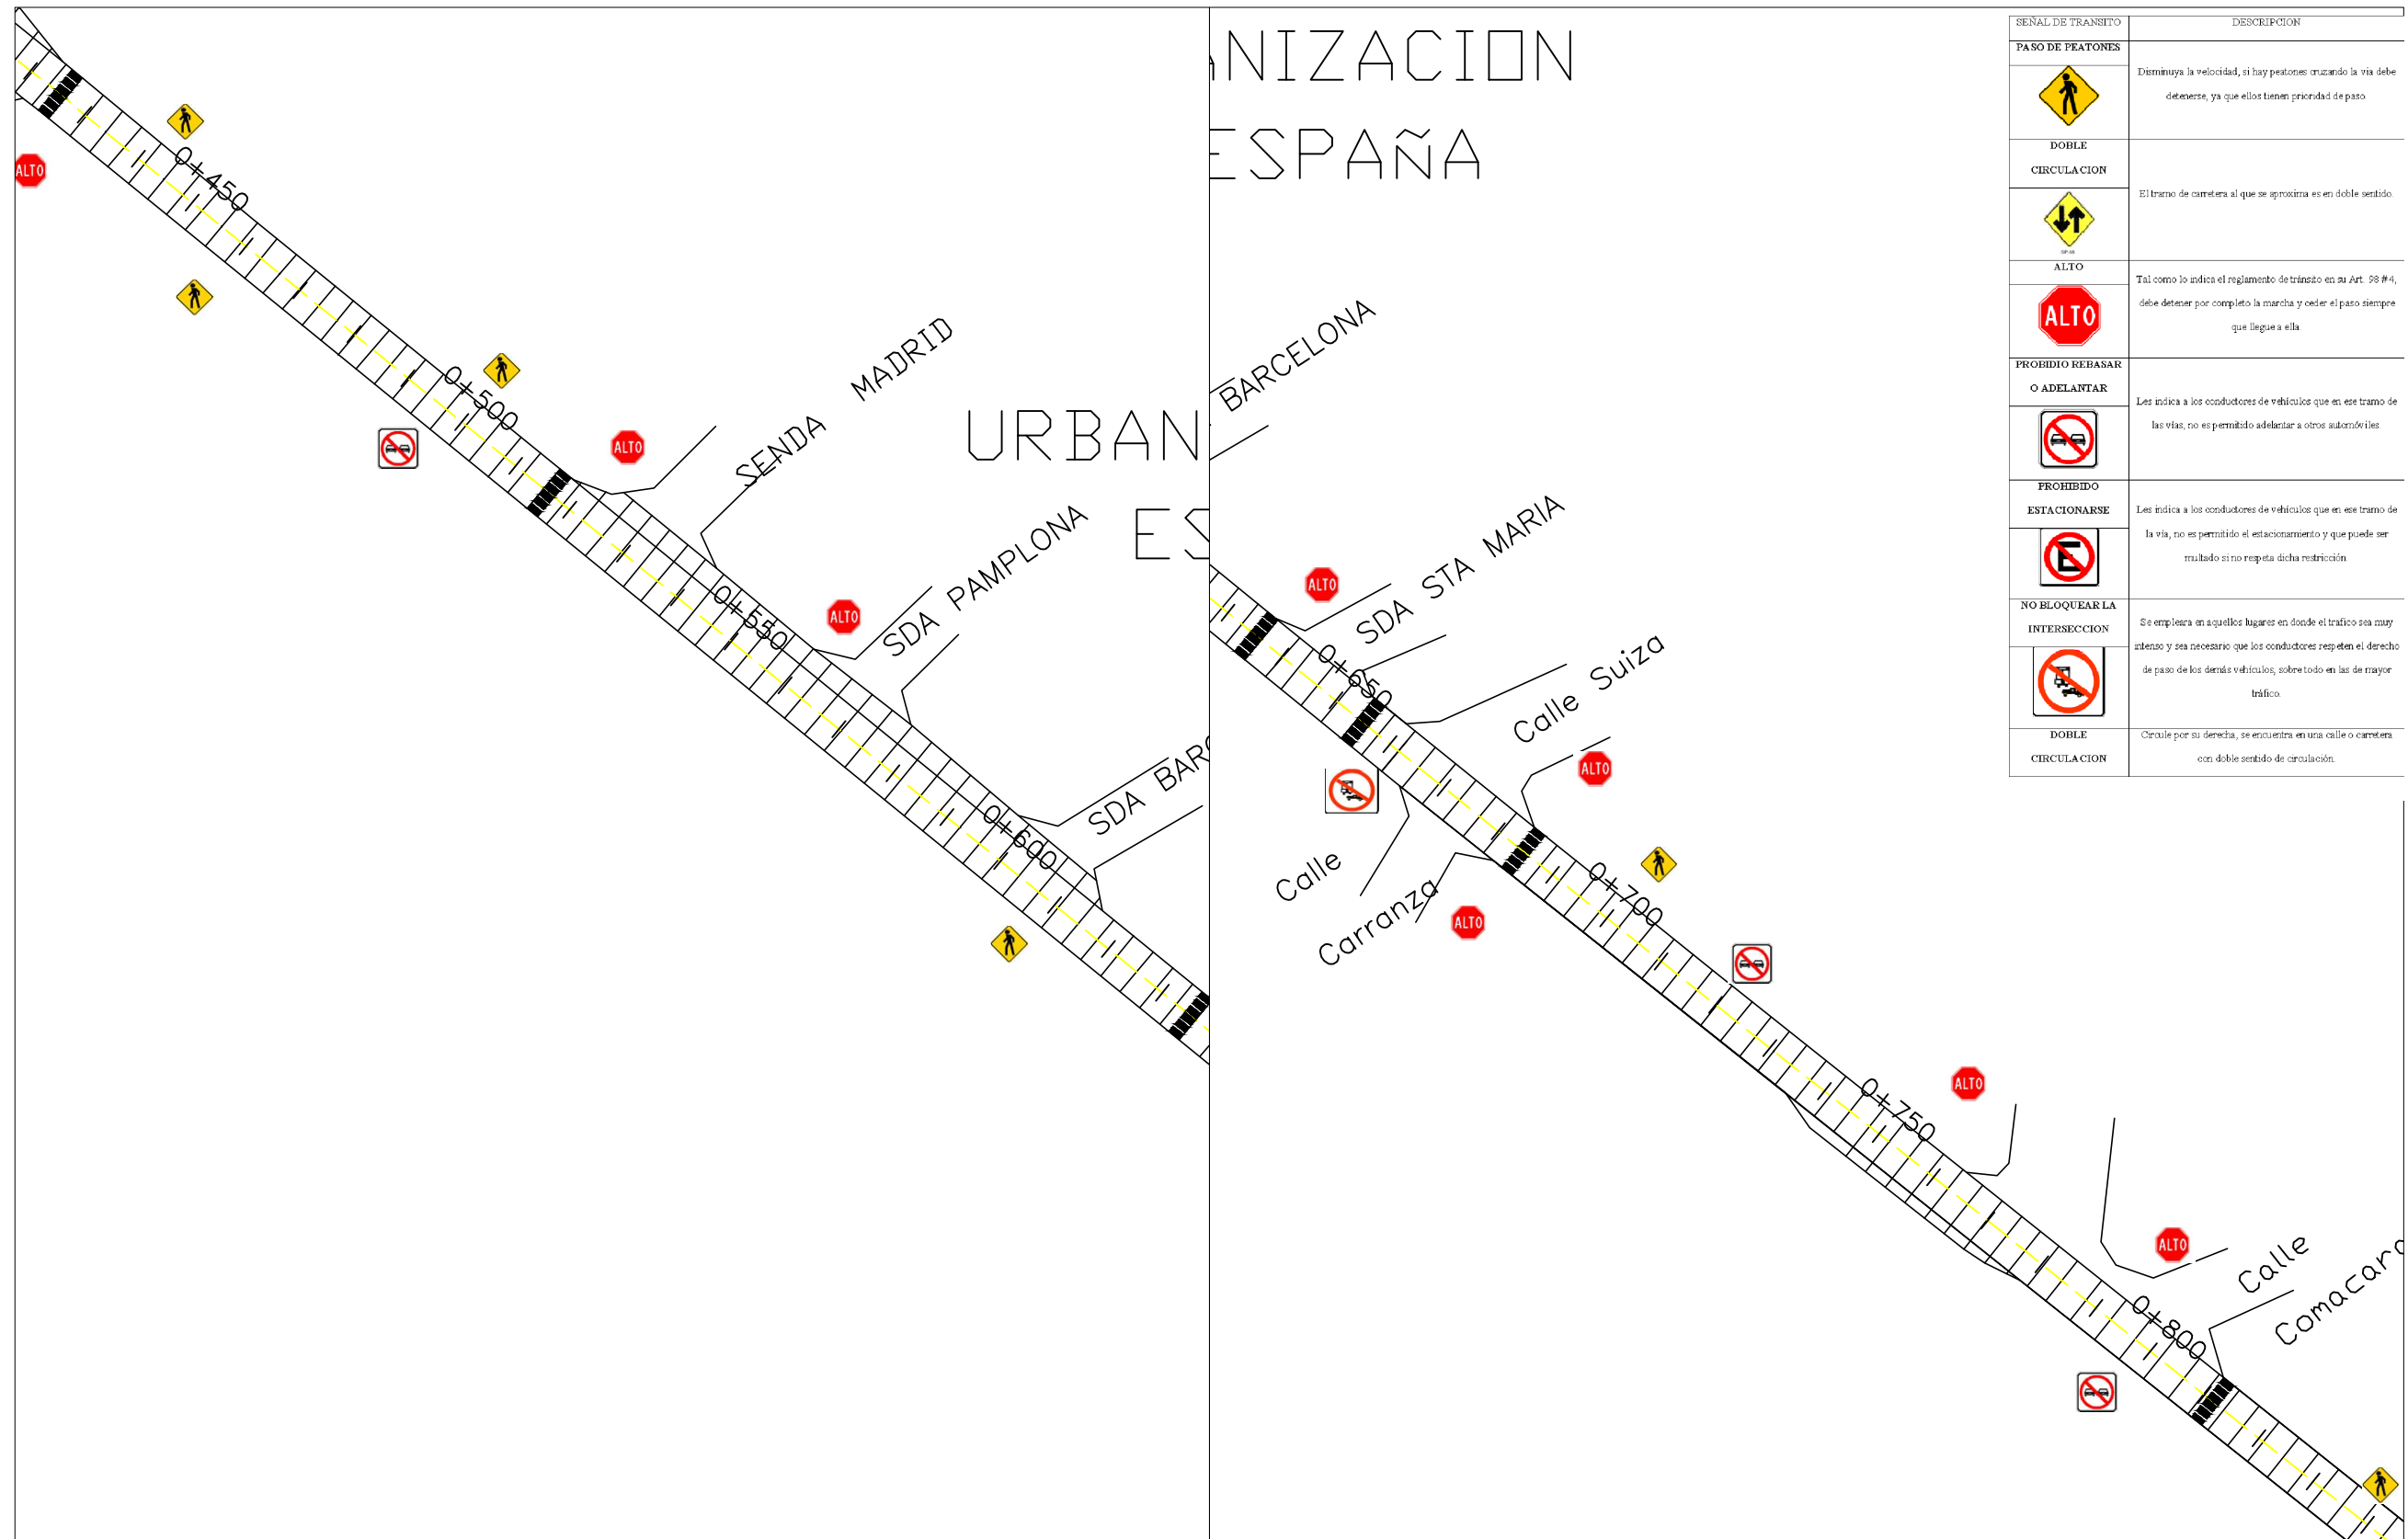 ALTO
0+450
0+500
ALTO
SENDA MADRID
URBAN
ES
0+550
ALTO
SDA PAMPLONA
0+600
SDA BARC
ANIZACION
ESPAÑA
BARCELONA
ALTO
SDA STA MARIA
0+650
Calle Suiza
ALTO
Calle
Carranza
ALTO
0+700
0+750
ALTO
ALTO
0+800
Calle
Comacara
SEÑAL DE TRANSITO DESCRIPCION
PASO DE PEATONES
Disminuya la velocidad, si hay peatones cruzando la via debe
detenerse, ya que ellos tienen prioridad de paso.
DOBLE
CIRCULACION
El tramo de carretera al que se aproxima es en doble sentido.
ALTO
ALTO
Tal como lo indica el reglamento de tránsito en su Art. 98 #4,
debe detener por completo la marcha y ceder el paso siempre
que llegue a ella.
PROBIDIO REBASAR
O ADELANTAR
Les indica a los conductores de vehículos que en ese tramo de
las vías, no es permitido adelantar a otros automóviles.
PROHIBIDO
ESTACIONARSE
E
Les indica a los conductores de vehículos que en ese tramo de
la vía, no es permitido el estacionamiento y que puede ser
multado si no respeta dicha restricción.
NO BLOQUEAR LA
INTERSECCION
Se empleara en aquellos lugares en donde el trafico sea muy
intenso y sea necesario que los conductores respeten el derecho
de paso de los demás vehículos, sobre todo en las de mayor
tráfico.
DOBLE
CIRCULACION
Circule por su derecha, se encuentra en una calle o carretera
con doble sentido de circulación.